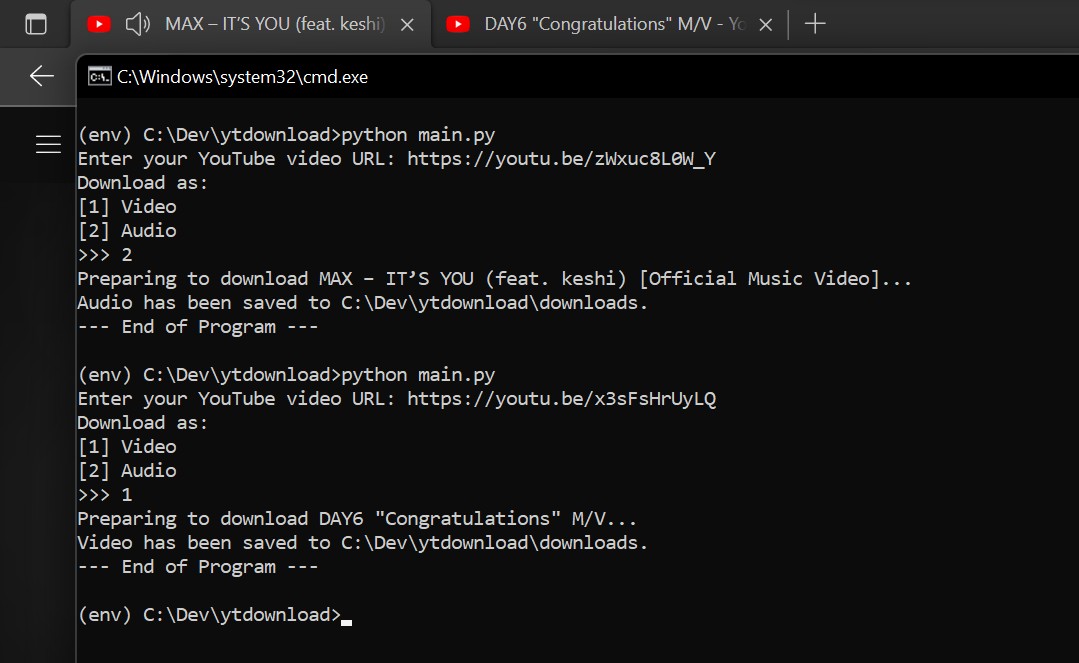 MAX – IT'S YOU (feat. keshi)
DAY6 "Congratulations" M/V - Yo
C:\Windows\system32\cmd.exe
(env) C:\Dev\ytdownload>python main.py
Enter your YouTube video URL: https://youtu.be/zWxuc8L0W_Y
Download as:
[1] Video
[2] Audio
>>> 2
Preparing to download MAX – IT’S YOU (feat. keshi) [Official Music Video]...
Audio has been saved to C:\Dev\ytdownload\downloads.
--- End of Program ---
(env) C:\Dev\ytdownload>python main.py
Enter your YouTube video URL: https://youtu.be/x3sFsHrUyLQ
Download as:
[1] Video
[2] Audio
>>> 1
Preparing to download DAY6 "Congratulations" M/V...
Video has been saved to C:\Dev\ytdownload\downloads.
--- End of Program ---
(env) C:\Dev\ytdownload>